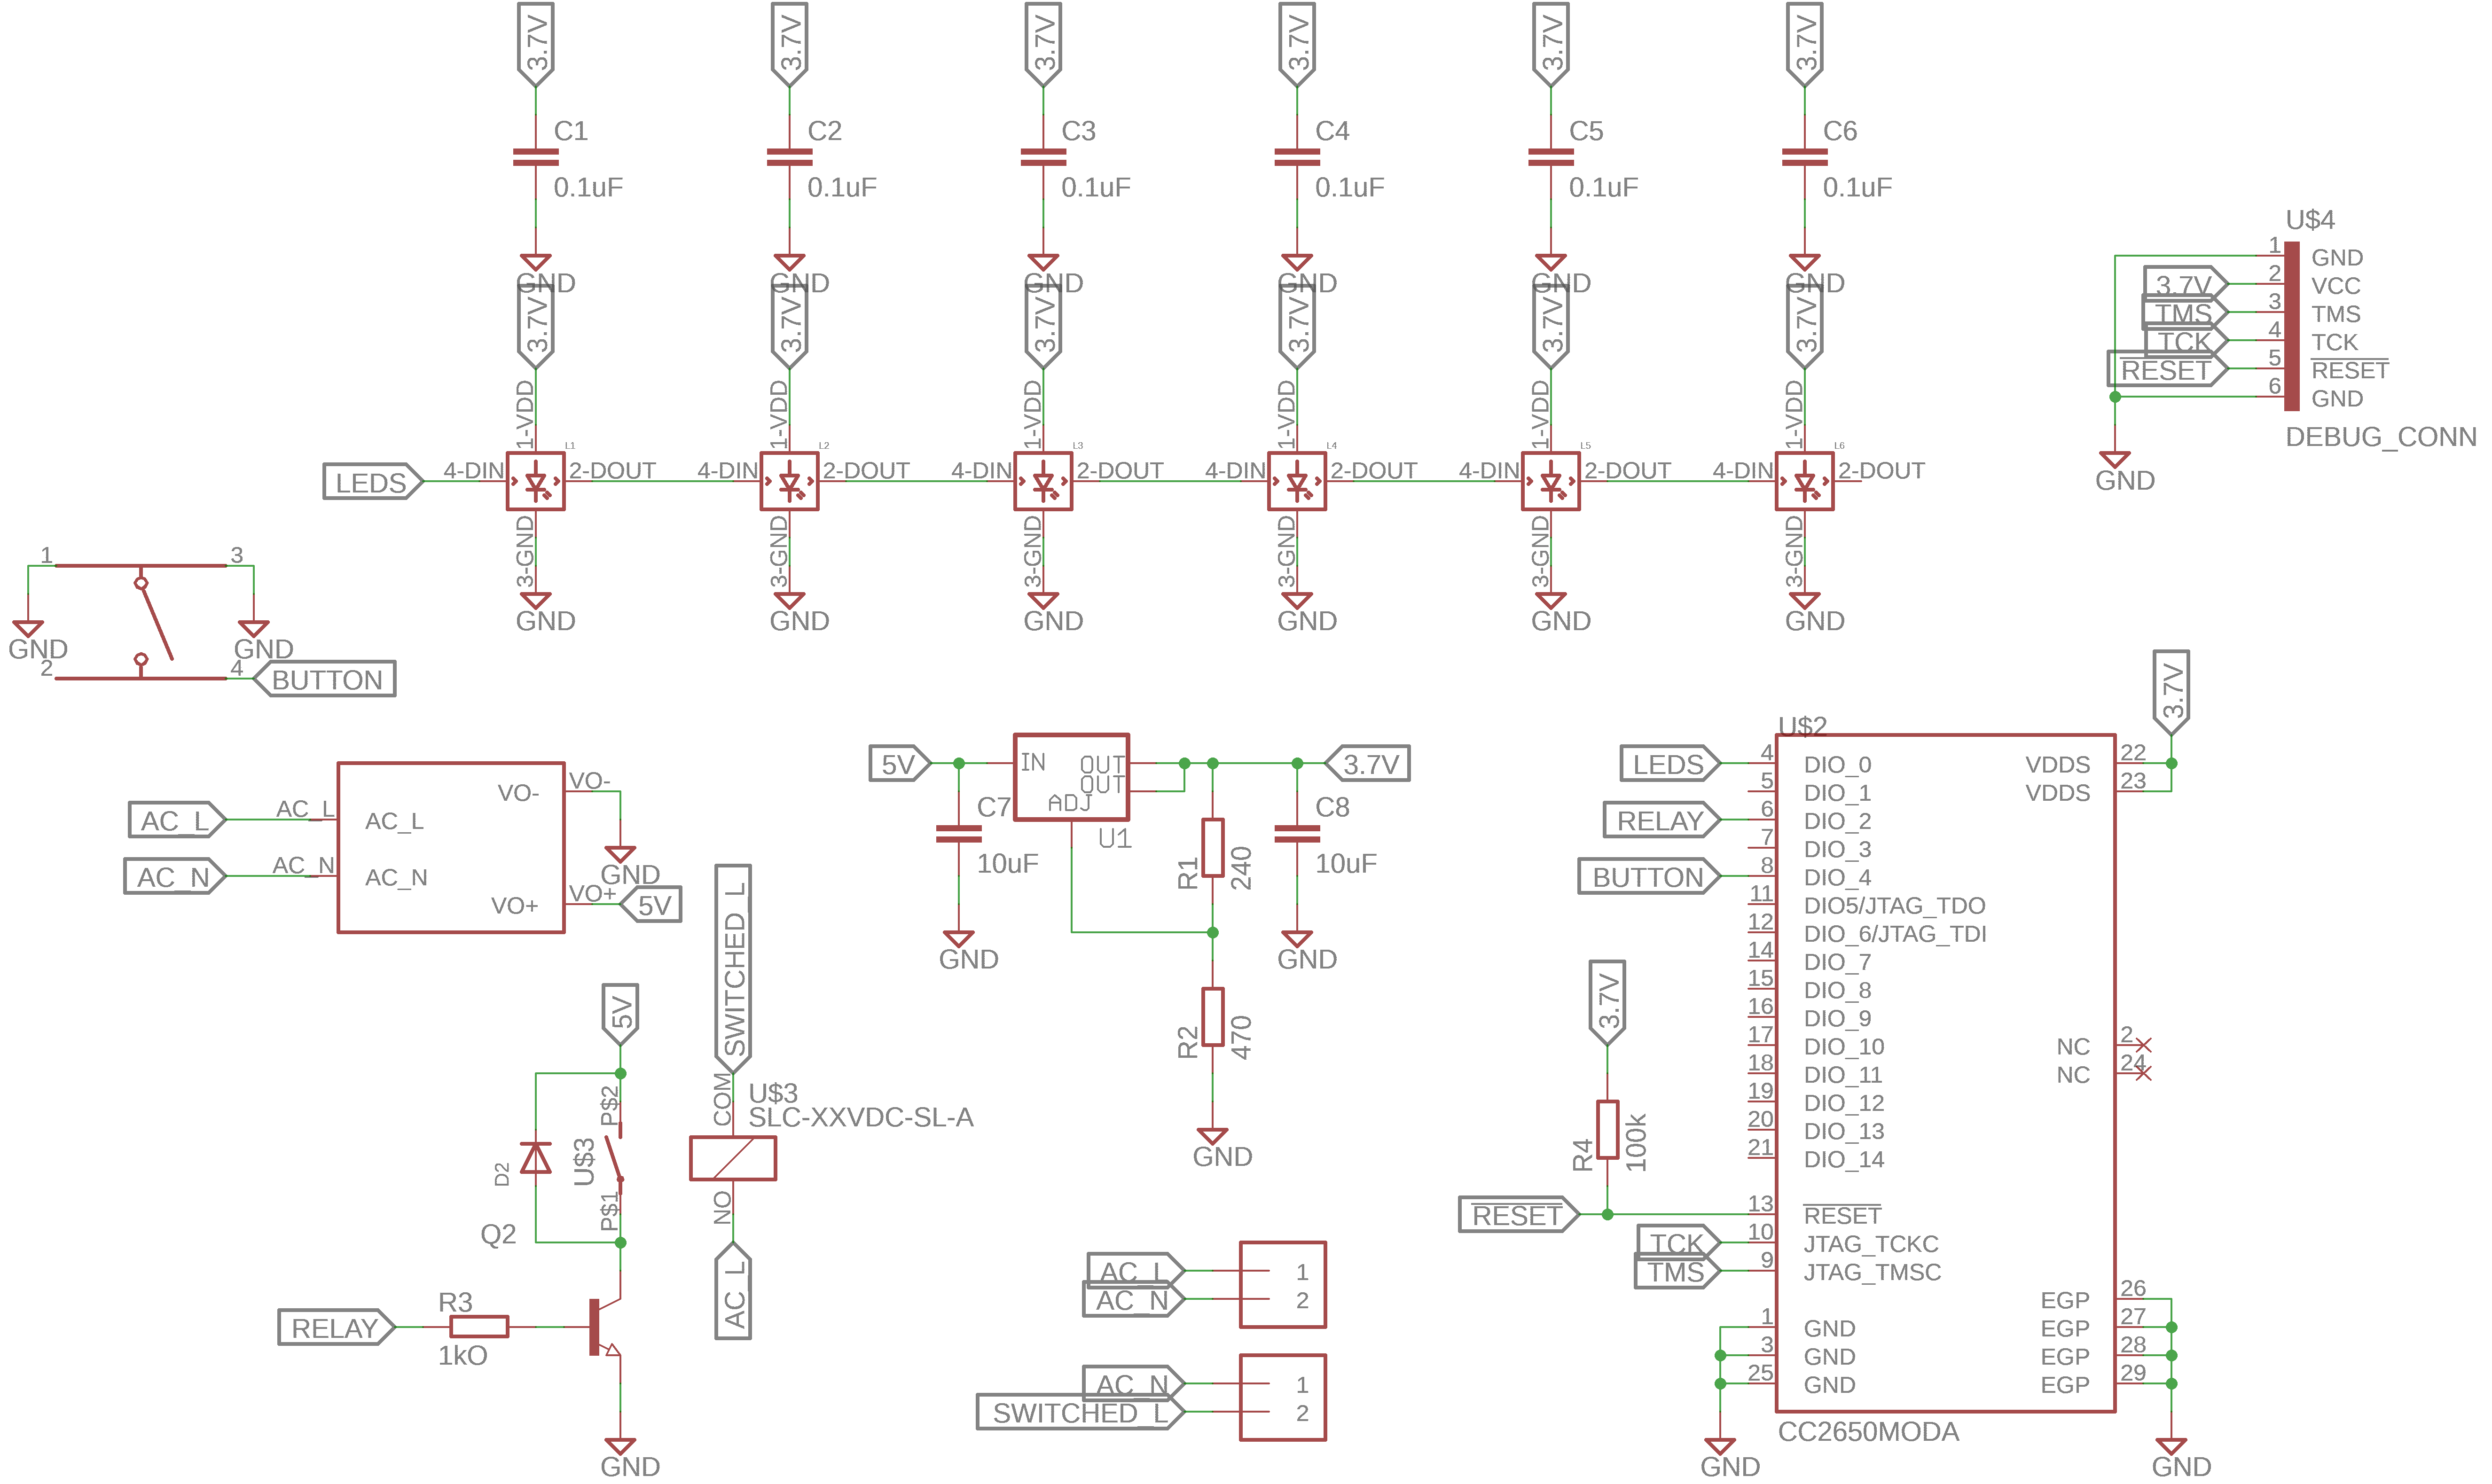 3.7V 3.7V 3.7V 3.7V 3.7V 3.7V
C1 C2 C3 C4 C5 C6
0.1uF 0.1uF 0.1uF 0.1uF 0.1uF 0.1uF
GND GND GND GND GND GND
3.7V 3.7V 3.7V 3.7V 3.7V 3.7V
1-VDD 1-VDD 1-VDD 1-VDD 1-VDD 1-VDD
L1 L2 L3 L4 L5 L6
LEDS 4-DIN 2-DOUT 4-DIN 2-DOUT 4-DIN 2-DOUT 4-DIN 2-DOUT 4-DIN 2-DOUT 4-DIN 2-DOUT
3-GND 3-GND 3-GND 3-GND 3-GND 3-GND
GND GND GND GND GND GND
U$4
1 GND
3.7V 2 VCC
TMS 3 TMS
TCK 4 TCK
RESET 5 RESET
6 GND
DEBUG_CONN
GND
1 3
GND GND
2 4 BUTTON
AC_L AC_L AC_L
AC_N AC_N AC_N
VO- VO-
GND
VO+ VO+ 5V
5V IN OUT 3.7V
OUT
ADJ
U1
C7
10uF
GND
R1 240
C8
10uF
GND
R2 470
GND
5V
P$2
D2 U$3
P$1
Q2
RELAY R3
1kO
GND
SWITCHED_L
COM
U$3
SLC-XXVDC-SL-A
NO
AC_L
AC_L 1
AC_N 2
AC_N 1
SWITCHED_L 2
3.7V
R4 100k
RESET
U$2
3.7V
LEDS 4 DIO_0 VDDS 22
5 DIO_1 VDDS 23
RELAY 6 DIO_2
7 DIO_3
BUTTON 8 DIO_4
11 DIO5/JTAG_TDO
12 DIO_6/JTAG_TDI
14 DIO_7
15 DIO_8
16 DIO_9
17 DIO_10 NC 2
18 DIO_11 NC 24
19 DIO_12
20 DIO_13
21 DIO_14
13 RESET
TCK 10 JTAG_TCKC
TMS 9 JTAG_TMSC
EGP 26
1 GND EGP 27
3 GND EGP 28
25 GND EGP 29
CC2650MODA
GND GND